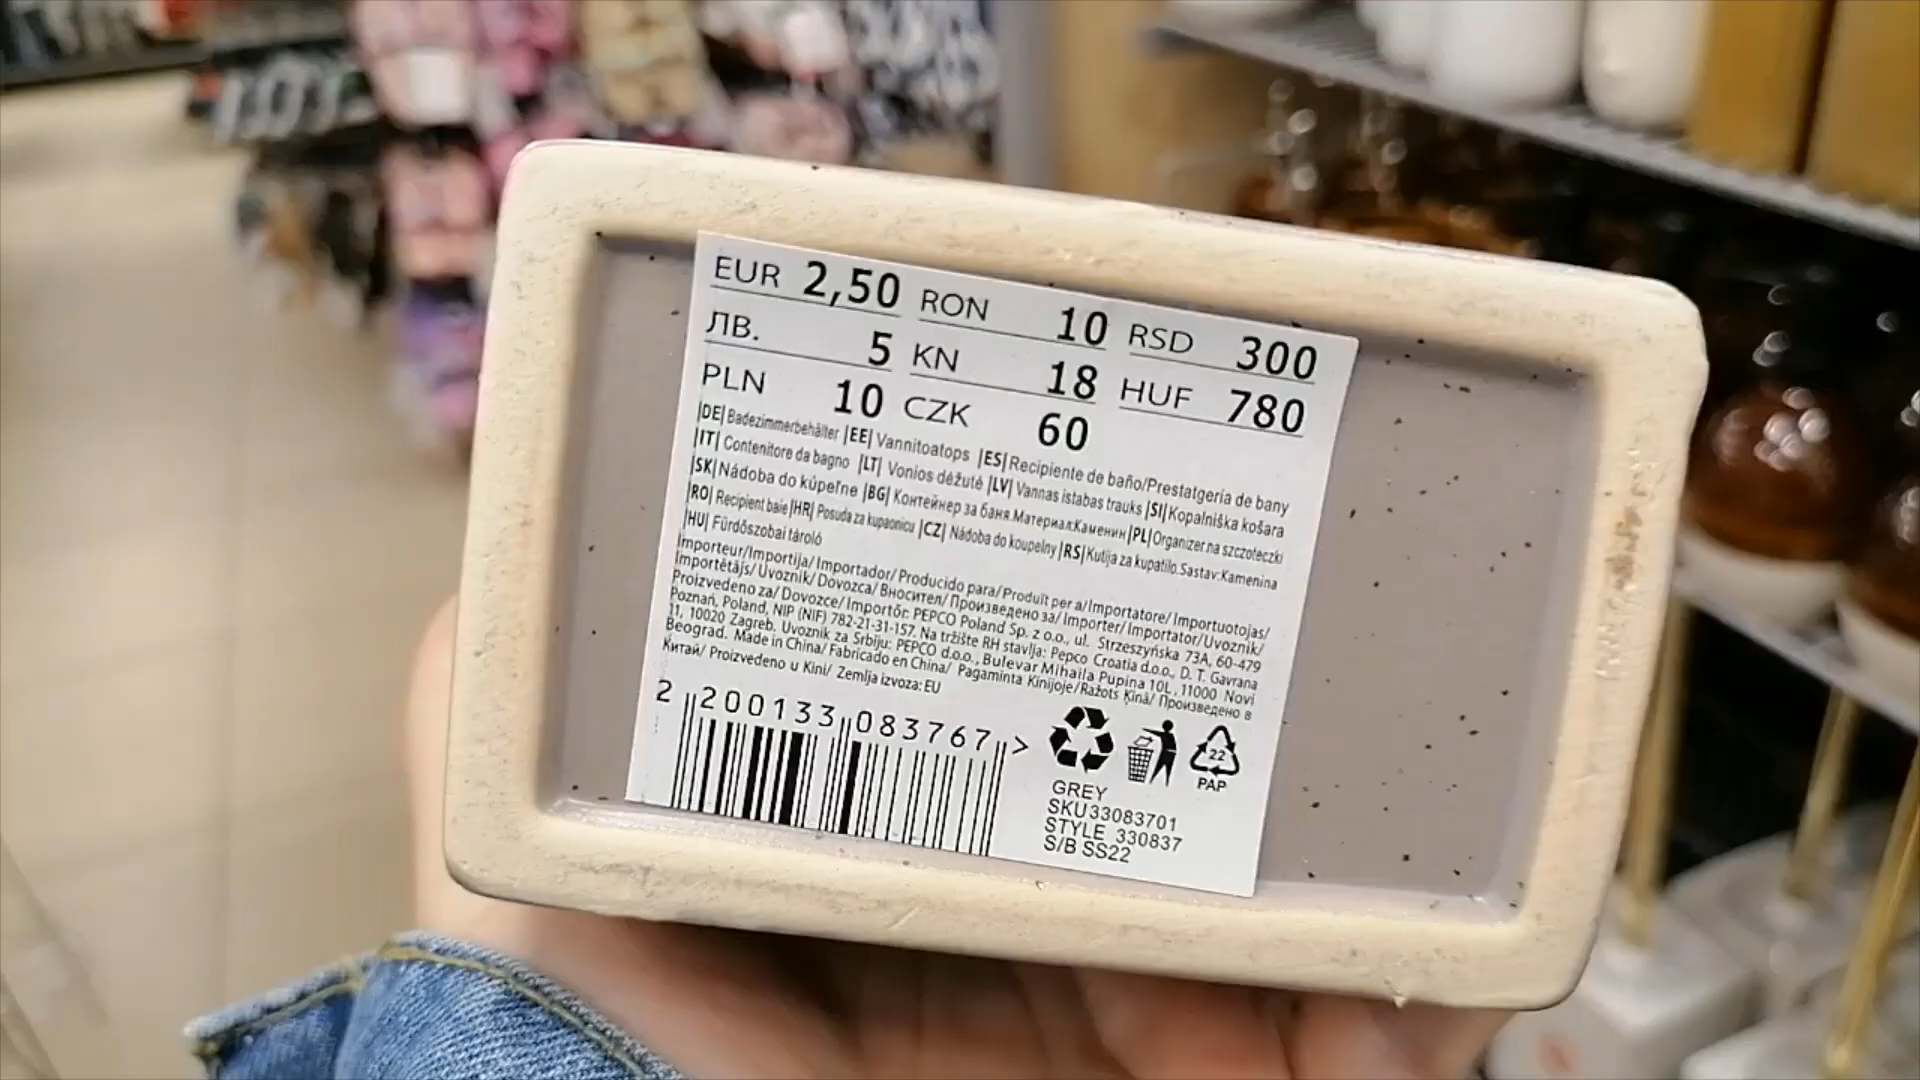 EUR 2,50 RON 10 RSD 300
ЛВ. 5 KN 18 HUF 780
PLN 10 CZK 60
|DE| Badezimmerbehälter |EE| Vannitoatops |ES| Recipiente de baño/Prestatgeria de bany
|IT| Contenitore da bagno |LT| Vonios dėžutė |LV| Vannas istabas trauks |SI| Kopalniška košara
|SK| Nádoba do kúpeľne |BG| Контейнер за баня.Материал:Каменин |PL| Organizer na szczoteczki
|RO| Recipient baie |HR| Posuda za kupaonicu |CZ| Nádoba do koupelny |RS| Kutija za kupatilo.Sastav:Kamenina
|HU| Fürdőszobai tároló
Importeur/Importija/ Importador/ Producido para/ Produït per a/Importatore/ Importuotojas/
Importētājs/ Uvoznik/ Dovozca/ Вносител/ Произведено за/ Importer/ Importator/ Uvoznik/
Proizvedeno za/ Dovozce/ Importőr: PEPCO Poland Sp. z o.o., ul. Strzeszyńska 73A, 60-479
Poznań, Poland, NIP (NIF) 782-21-31-157. Na tržište RH stavlja: Pepco Croatia d.o.o., D. T. Gavrana
11, 10020 Zagreb. Uvoznik za Srbiju: PEPCO d.o.o., Bulevar Mihaila Pupina 10L, 11000 Novi
Beograd. Made in China/ Fabricado en China/ Pagaminta Kinijoje/ Ražots Ķīnā/ Произведено в
Китай/ Proizvedeno u Kini/ Zemlja izvoza: EU
2 200133 083767 >
22
PAP
GREY
SKU33083701
STYLE 330837
S/B SS22